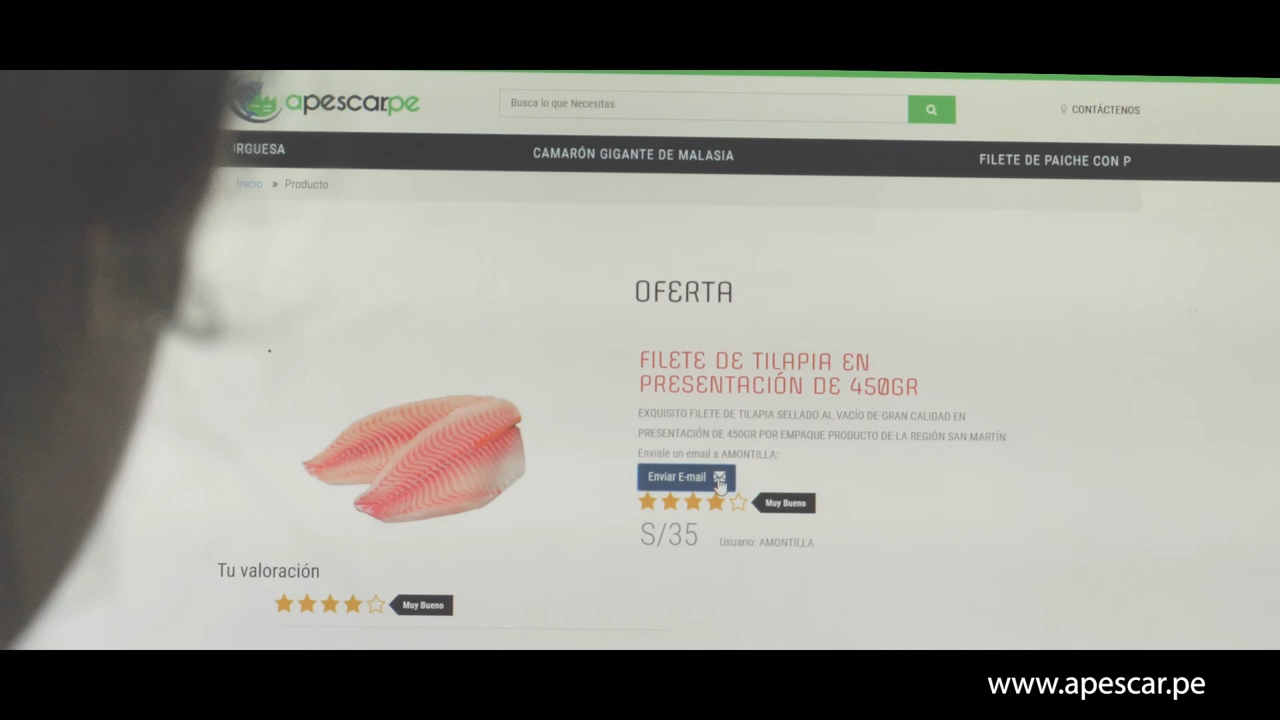 apescar.pe
Busca lo que Necesitas
CONTÁCTENOS
RGUESA
CAMARÓN GIGANTE DE MALASIA
FILETE DE PAICHE CON P
Inicio » Producto
OFERTA
FILETE DE TILAPIA EN
PRESENTACIÓN DE 450GR
EXQUISITO FILETE DE TILAPIA SELLADO AL VACÍO DE GRAN CALIDAD EN
PRESENTACIÓN DE 450GR POR EMPAQUE PRODUCTO DE LA REGIÓN SAN MARTÍN
Enviale un email a AMONTILLA:
Enviar E-mail
Muy Bueno
S/35
Usuario: AMONTILLA
Tu valoración
Muy Bueno
www.apescar.pe